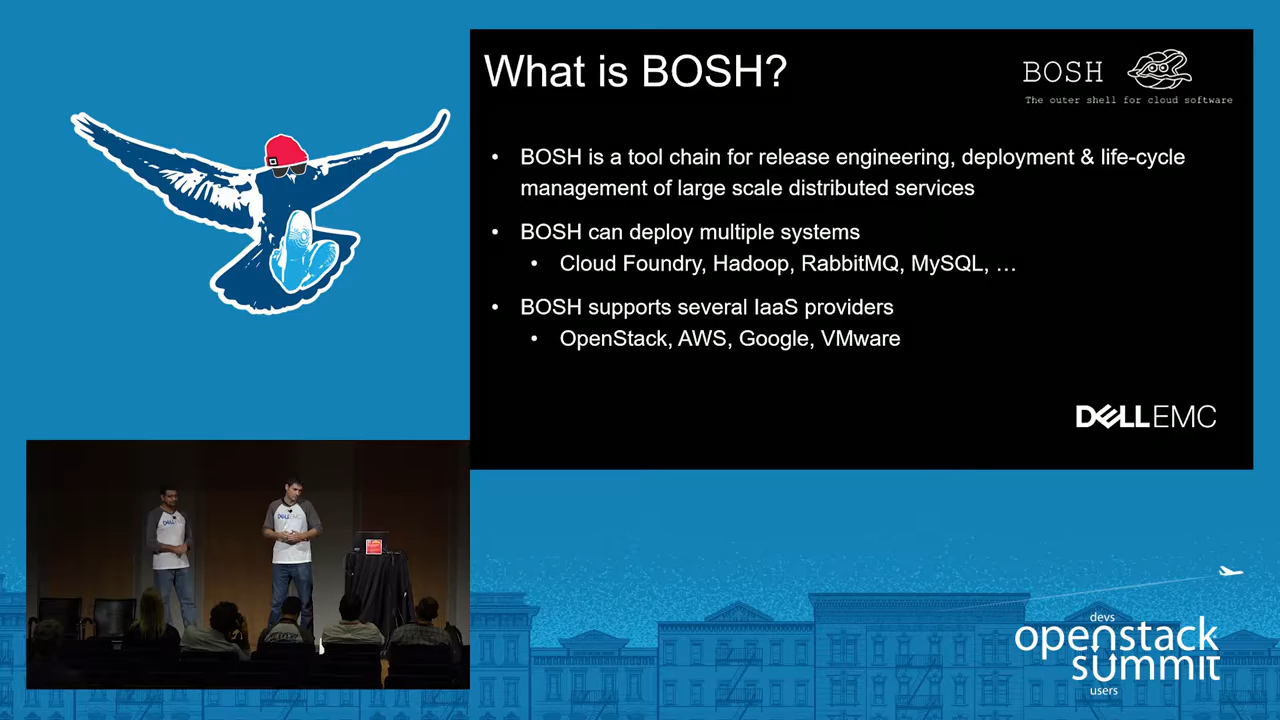 What is BOSH?
BOSH
The outer shell for cloud software
• BOSH is a tool chain for release engineering, deployment & life-cycle
management of large scale distributed services
• BOSH can deploy multiple systems
• Cloud Foundry, Hadoop, RabbitMQ, MySQL, …
• BOSH supports several IaaS providers
• OpenStack, AWS, Google, VMware
DELLEMC
DELLEMC
DELLEMC
devs
openstack
summit
users